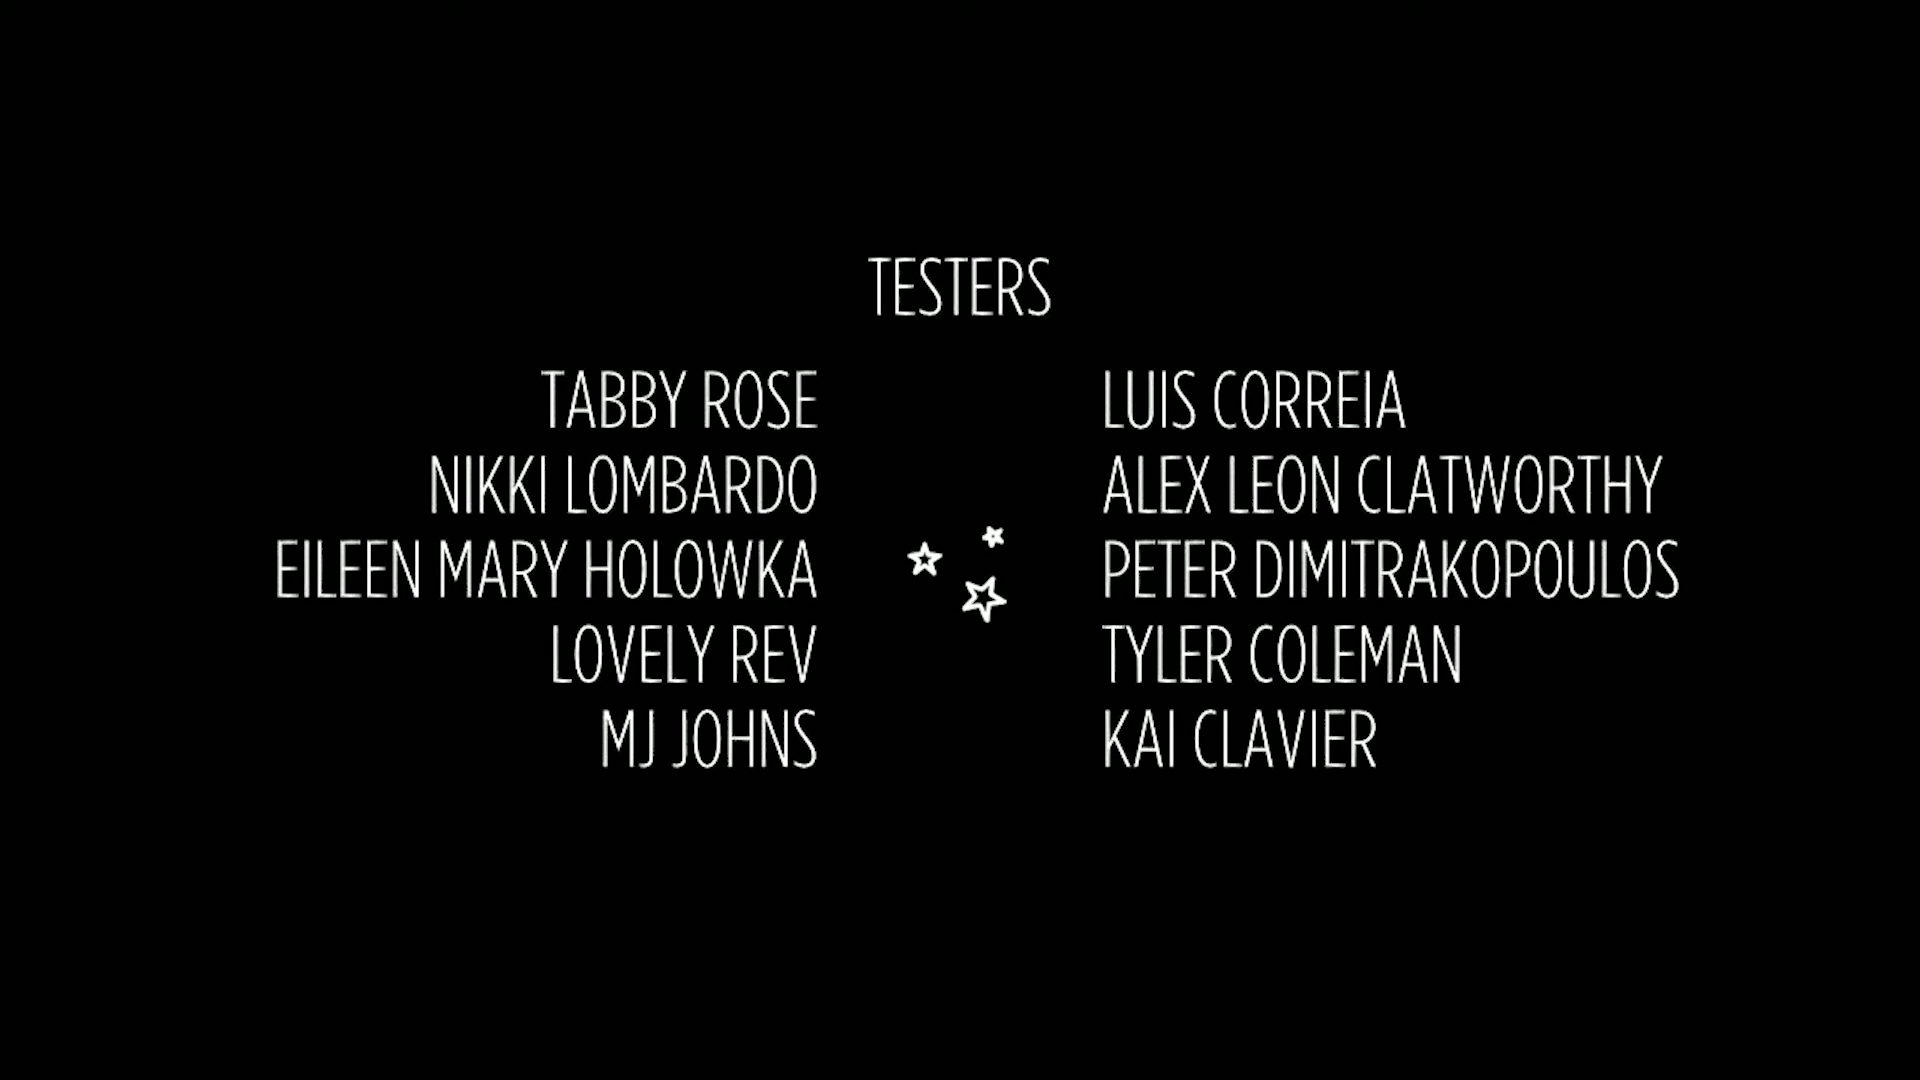 TESTERS
TABBY ROSE
NIKKI LOMBARDO
EILEEN MARY HOLOWKA
LOVELY REV
MJ JOHNS
LUIS CORREIA
ALEX LEON CLATWORTHY
PETER DIMITRAKOPOULOS
TYLER COLEMAN
KAI CLAVIER